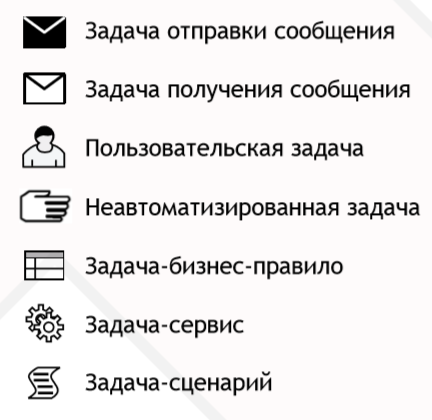 Задача отправки сообщения
Задача получения сообщения
Пользовательская задача
Неавтоматизированная задача
Задача-бизнес-правило
Задача-сервис
Задача-сценарий